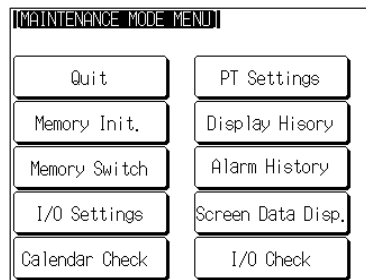 [MAINTENANCE MODE MENU]
Quit
PT Settings
Memory Init.
Display Hisory
Memory Switch
Alarm History
I/O Settings
Screen Data Disp.
Calendar Check
I/O Check